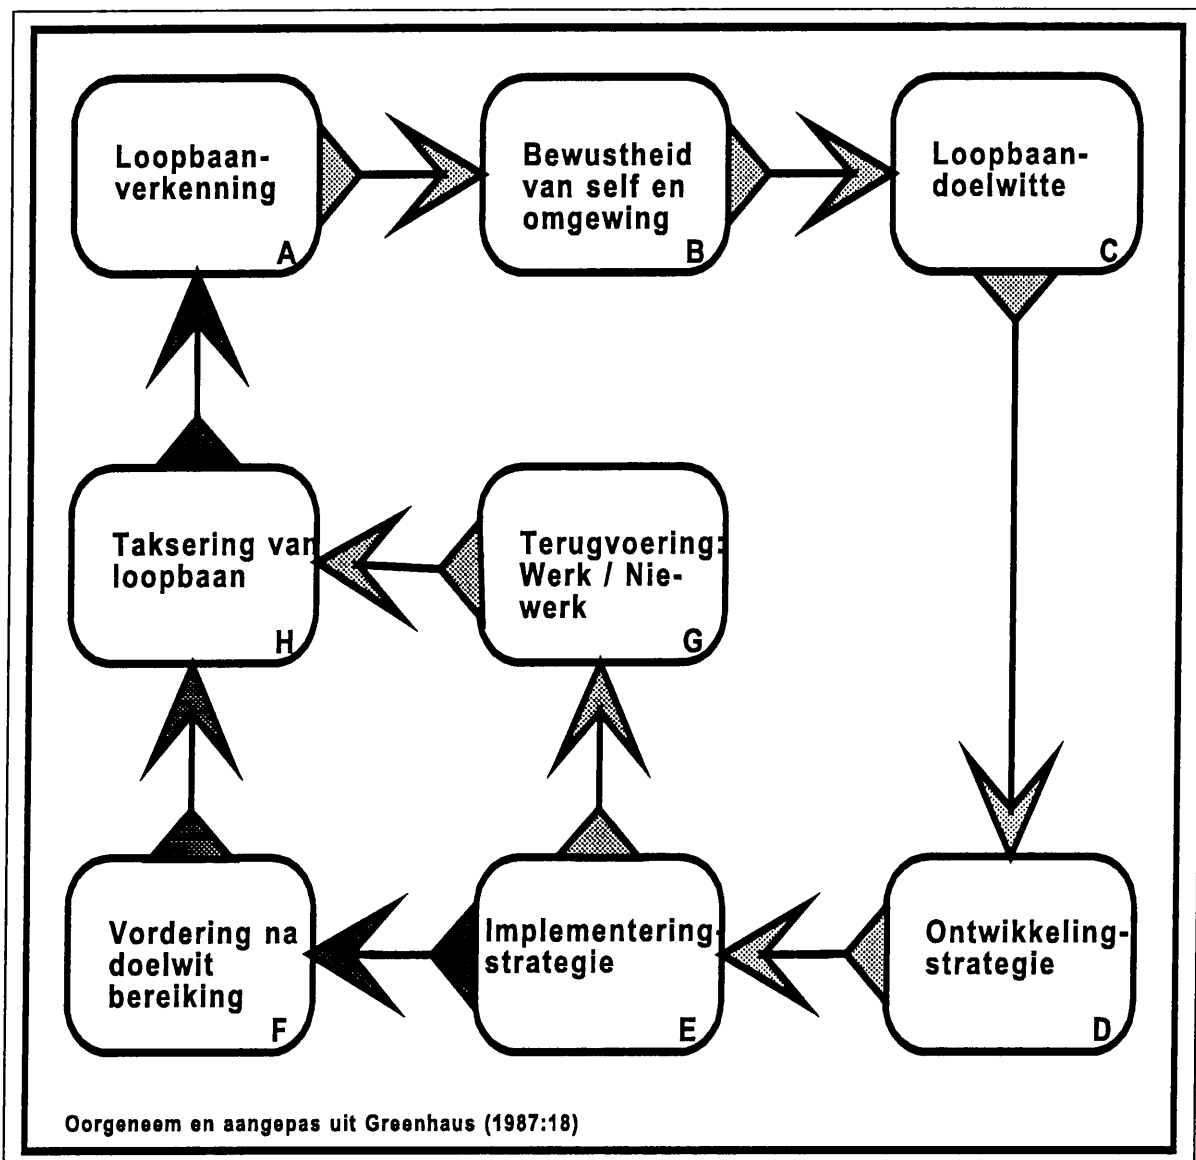 Loopbaan-
verkenning
A
Bewustheid
van self en
omgewing
B
Loopbaan-
doelwitte
C
Taksering van
loopbaan
H
Terugvoering:
Werk / Nie-
werk
G
Vordering na
doelwit
bereiking
F
Implementering-
strategie
E
Ontwikkeling-
strategie
D
Oorgeneem en aangepas uit Greenhaus (1987:18)